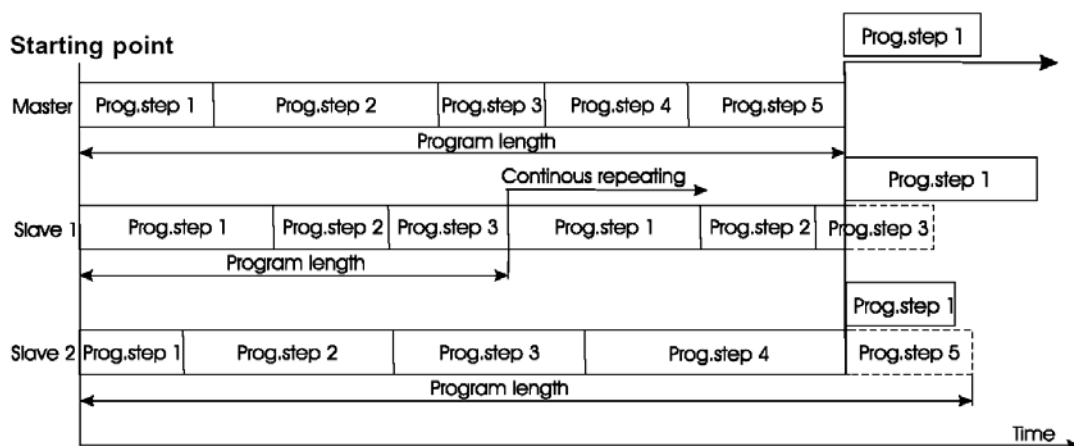 Prog.step 1
Starting point
Master Prog.step 1 Prog.step 2 Prog.step 3 Prog.step 4 Prog.step 5
Program length
Continous repeating
Prog.step 1
Slave 1 Prog.step 1 Prog.step 2 Prog.step 3 Prog.step 1 Prog.step 2 Prog.step 3
Program length
Prog.step 1
Slave 2 Prog.step 1 Prog.step 2 Prog.step 3 Prog.step 4 Prog.step 5
Program length
Time